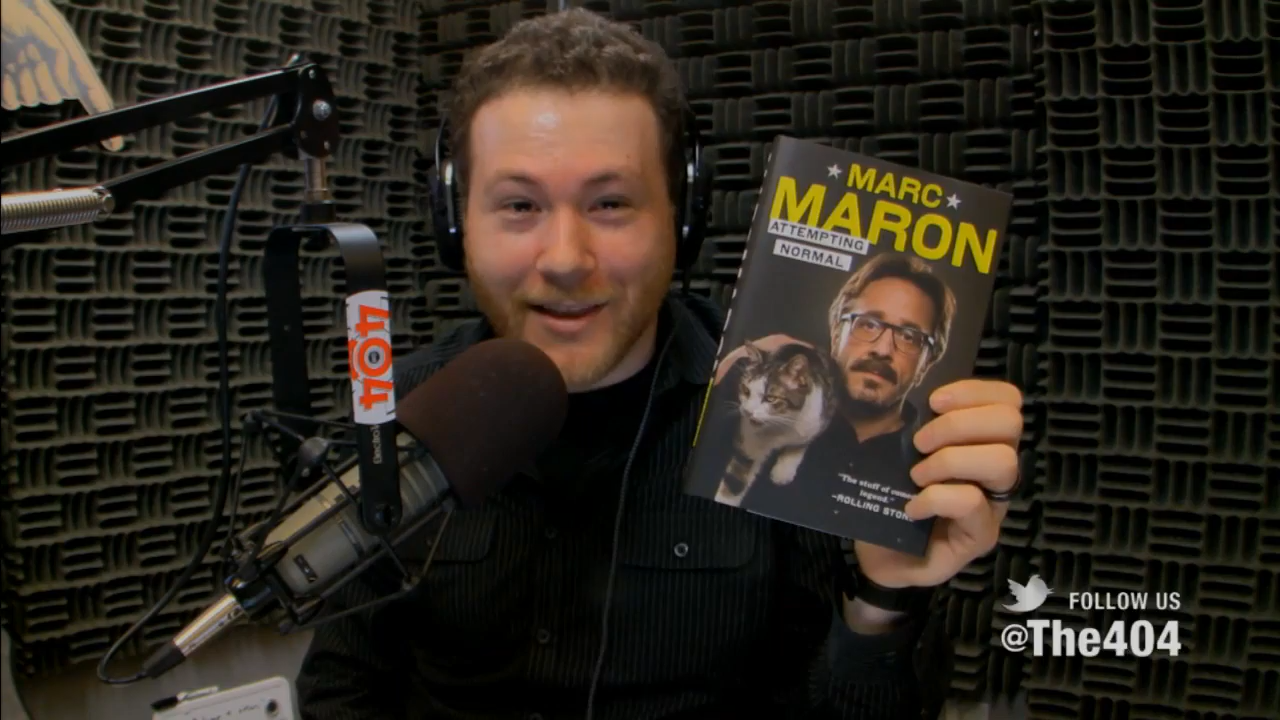 MARC
MARON
ATTEMPTING
NORMAL
"The stuff of
legend."
-ROLLING STONE
404
FOLLOW US
@The404